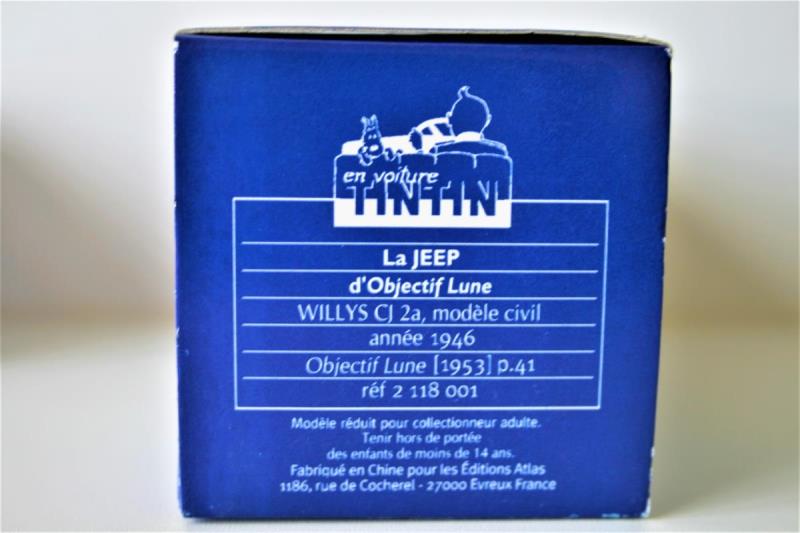 en voiture
TINTIN
La JEEP
d'Objectif Lune
WILLYS CJ 2a, modèle civil
année 1946
Objectif Lune [1953] p.41
réf 2 118 001
Modèle réduit pour collectionneur adulte.
Tenir hors de portée
des enfants de moins de 14 ans.
Fabriqué en Chine pour les Éditions Atlas
1186, rue de Cocherel - 27000 Evreux France